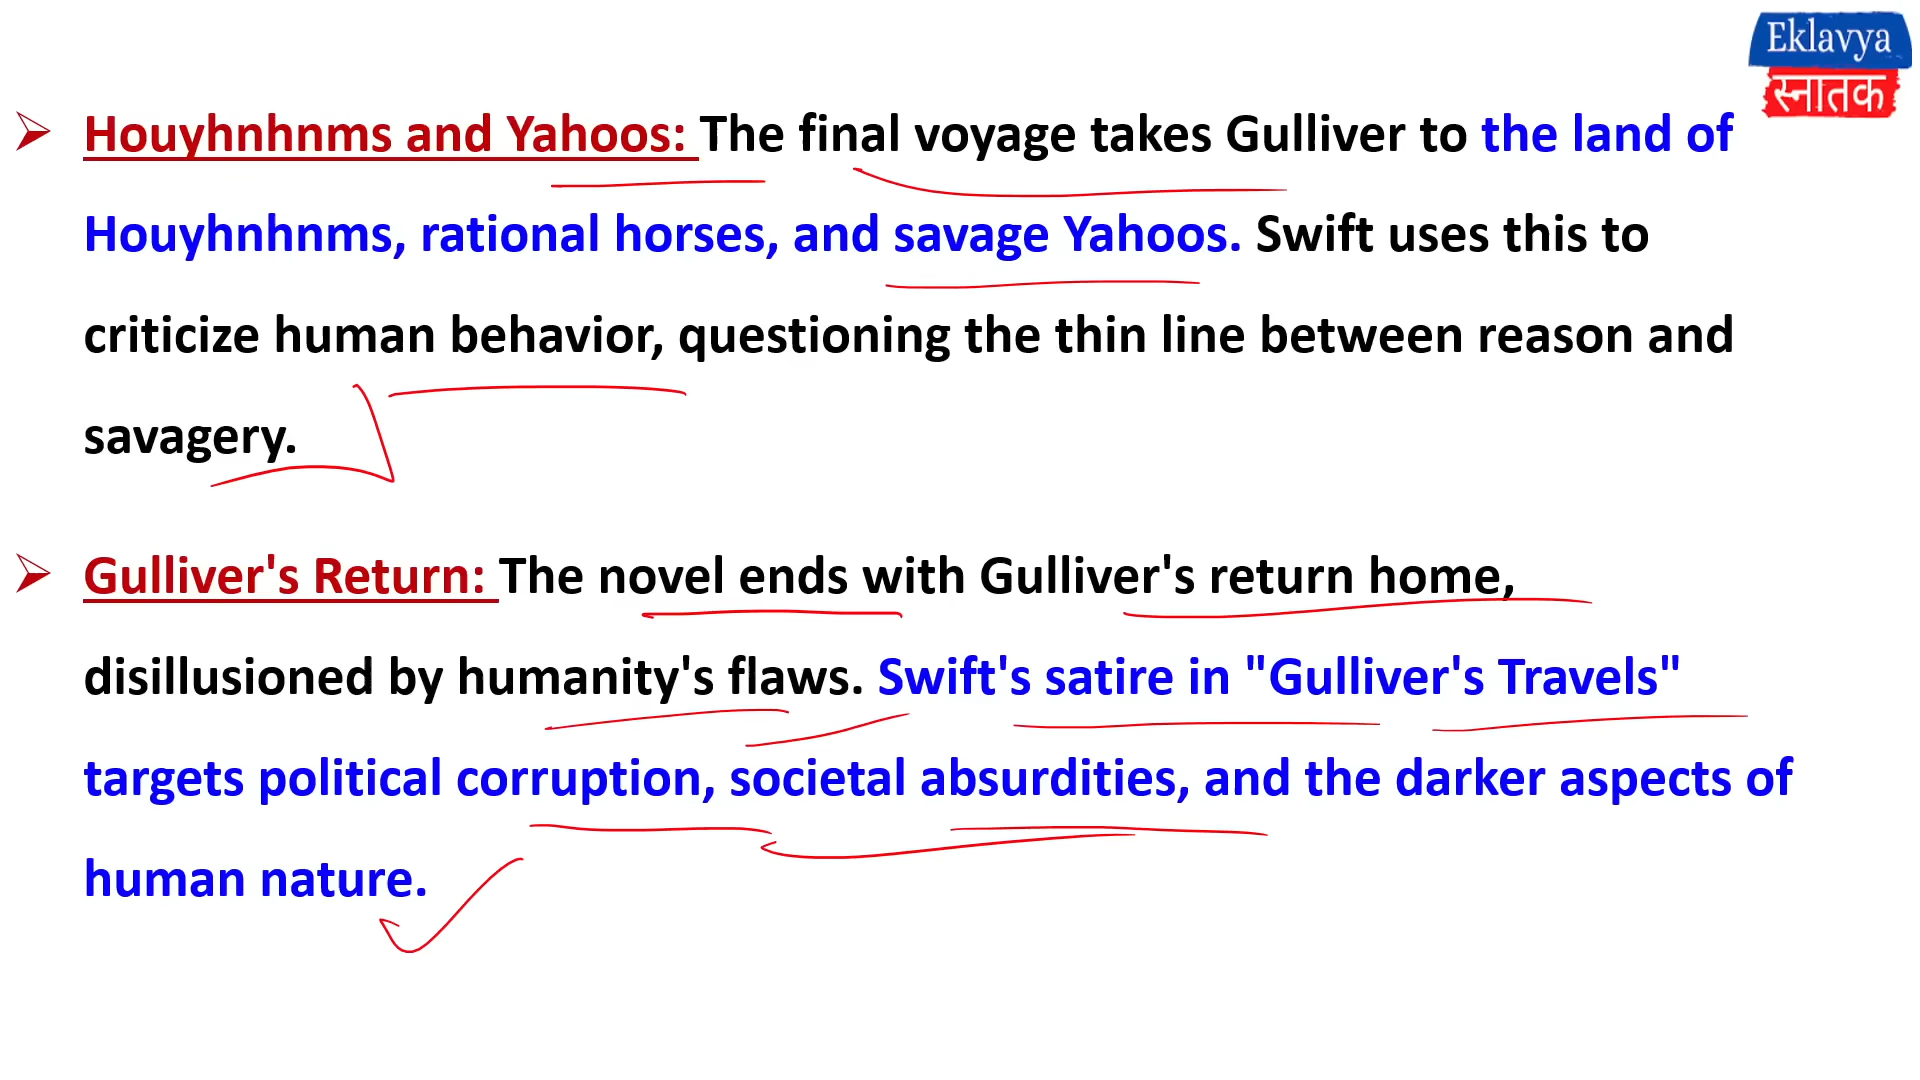 Eklavya
स्नातक
Houyhnhnms and Yahoos: The final voyage takes Gulliver to the land of
Houyhnhnms, rational horses, and savage Yahoos. Swift uses this to
criticize human behavior, questioning the thin line between reason and
savagery.
Gulliver's Return: The novel ends with Gulliver's return home,
disillusioned by humanity's flaws. Swift's satire in "Gulliver's Travels"
targets political corruption, societal absurdities, and the darker aspects of
human nature.